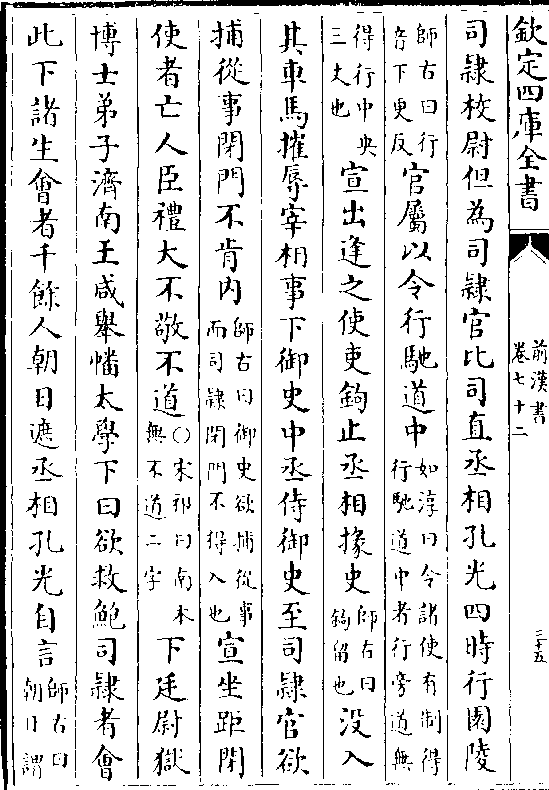 欽定四庫全書
前漢書
卷七十二
三十五
司隸校尉但為司隸官比司直丞相孔光四時行園陵
師古曰行
音下更反
官屬以令行馳道中
如淳曰令諸使有制得
行馳道中者行旁道無
得行中央
三丈也
宣出逢之使吏鉤止丞相掾史
師古曰
鉤留也
没入
其車馬摧辱宰相事下御史中丞侍御史至司隸官欲
捕從事閉門不肯内
師古曰御史欲捕從事
而司隸閉門不得入也
宣坐距閉
使者亡人臣禮大不敬不道
○宋祁曰南本
無不道二字
下廷尉獄
博士弟子濟南王咸舉幡太學下曰欲救鮑司隸者會
此下諸生會者千餘人朝日遮丞相孔光自言
師古曰
朝日謂